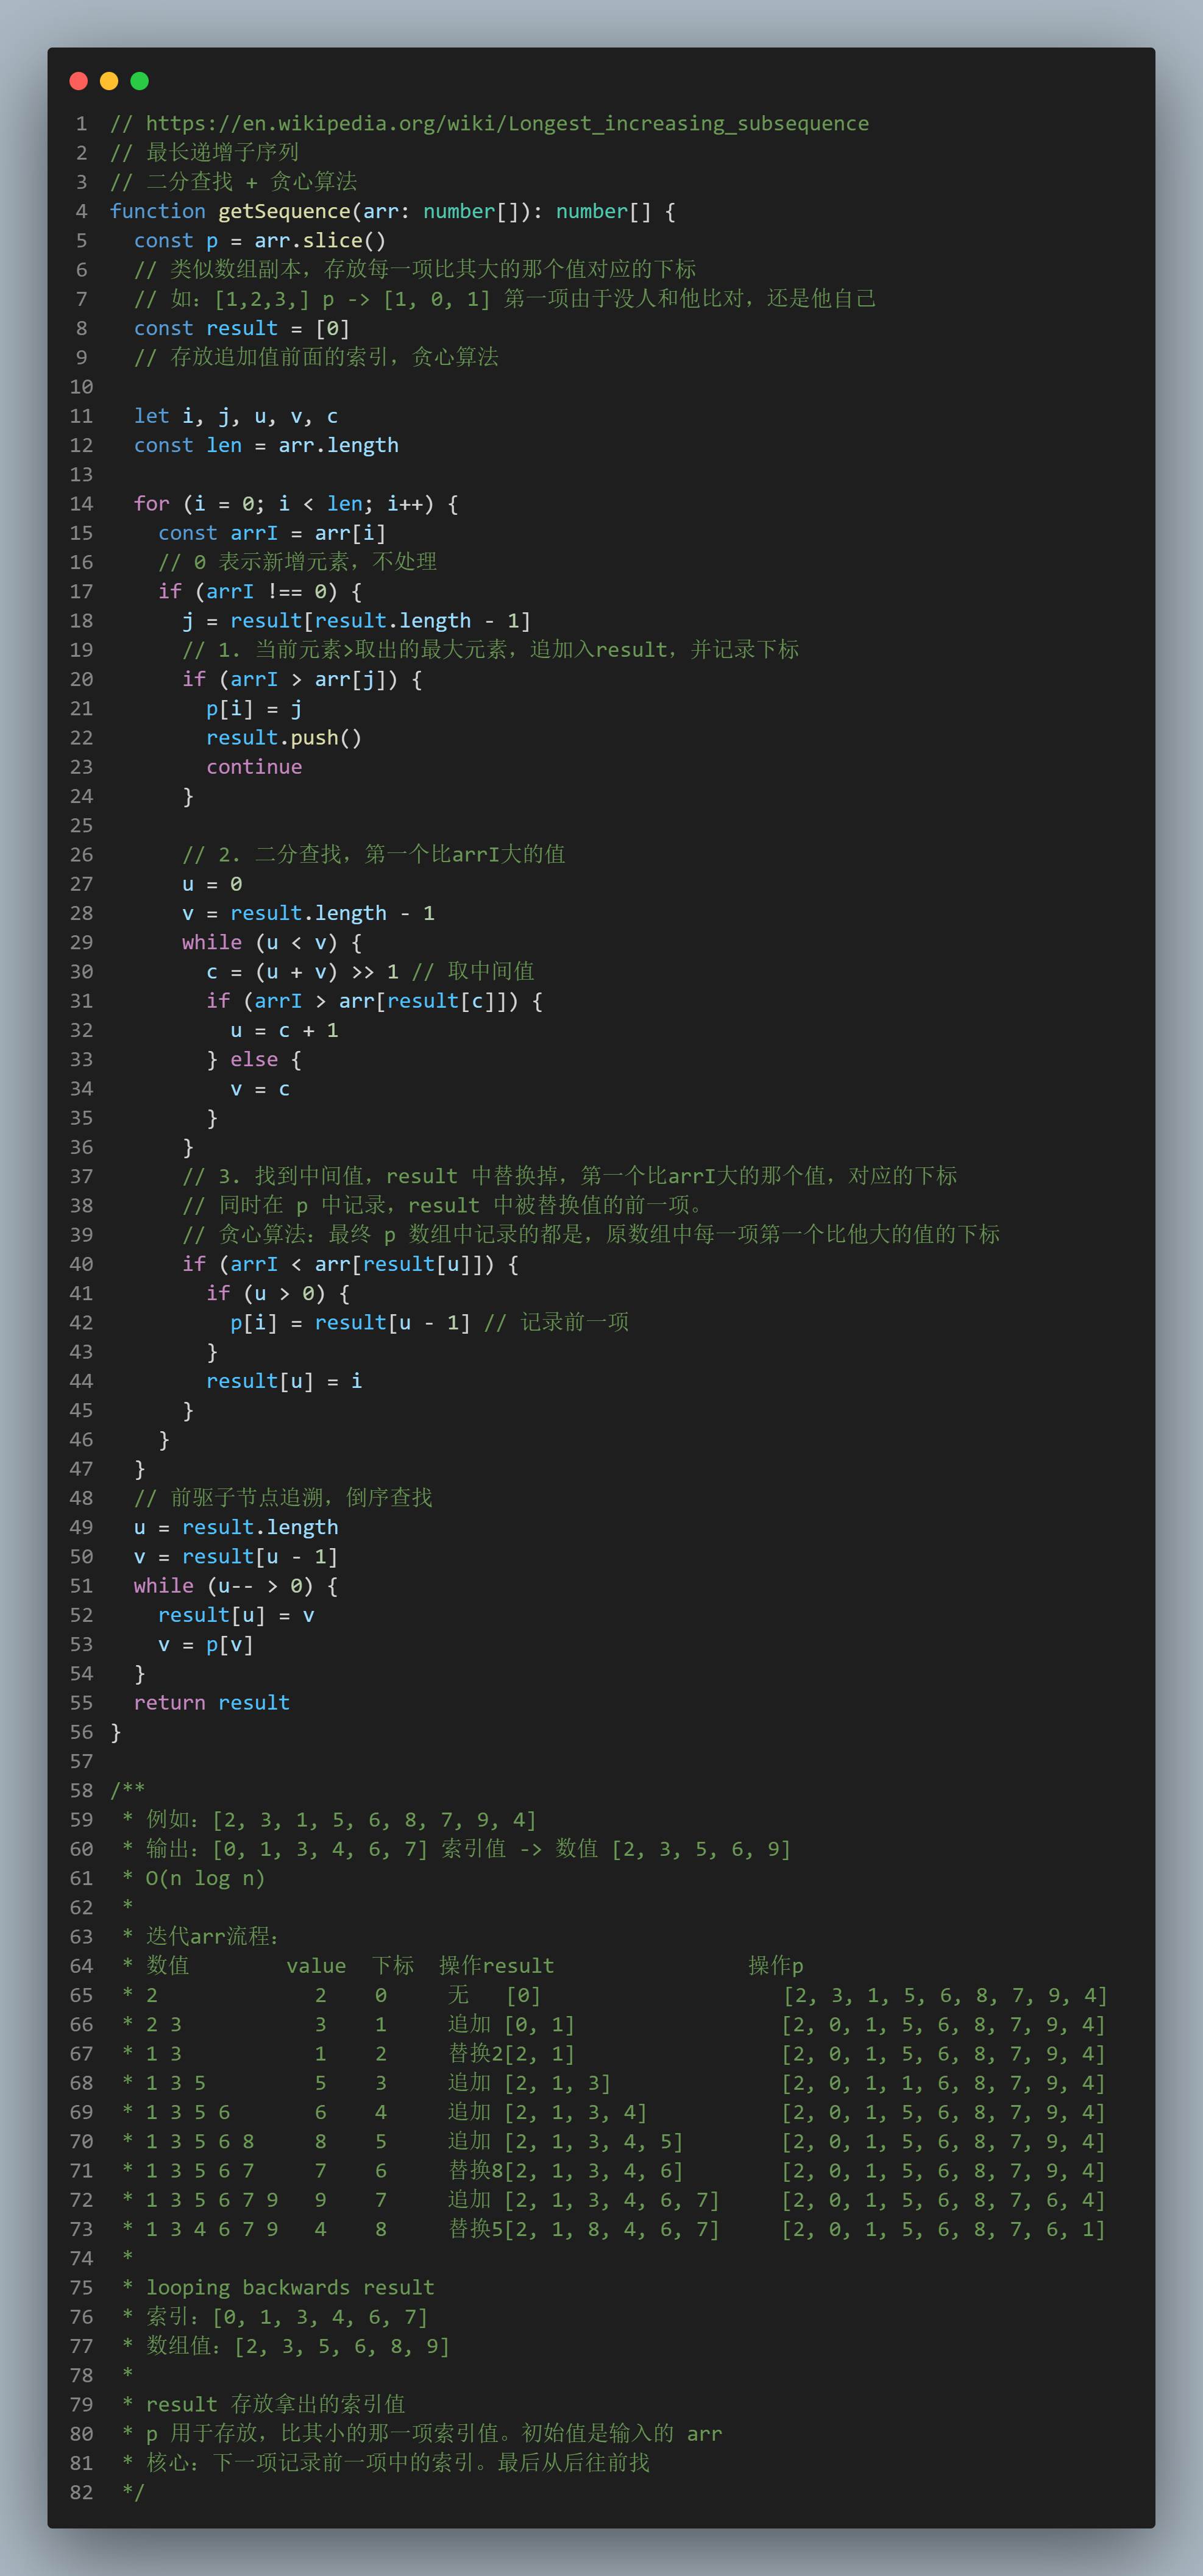 1 // https://en.wikipedia.org/wiki/Longest_increasing_subsequence
2 // 最长递增子序列
3 // 二分查找 + 贪心算法
4 function getSequence(arr: number[]): number[] {
5   const p = arr.slice()
6   // 类似数组副本，存放每一项比其大的那个值对应的下标
7   // 如：[1,2,3,] p -> [1, 0, 1] 第一项由于没人和他比对，还是他自己
8   const result = [0]
9   // 存放追加值前面的索引，贪心算法
10
11   let i, j, u, v, c
12   const len = arr.length
13
14   for (i = 0; i < len; i++) {
15     const arrI = arr[i]
16     // 0 表示新增元素，不处理
17     if (arrI !== 0) {
18       j = result[result.length - 1]
19       // 1. 当前元素>取出的最大元素，追加入result，并记录下标
20       if (arrI > arr[j]) {
21         p[i] = j
22         result.push()
23         continue
24       }
25
26       // 2. 二分查找，第一个比arrI大的值
27       u = 0
28       v = result.length - 1
29       while (u < v) {
30         c = (u + v) >> 1 // 取中间值
31         if (arrI > arr[result[c]]) {
32           u = c + 1
33         } else {
34           v = c
35         }
36       }
37       // 3. 找到中间值，result 中替换掉，第一个比arrI大的那个值，对应的下标
38       // 同时在 p 中记录，result 中被替换值的前一项。
39       // 贪心算法：最终 p 数组中记录的都是，原数组中每一项第一个比他大的值的下标
40       if (arrI < arr[result[u]]) {
41         if (u > 0) {
42           p[i] = result[u - 1] // 记录前一项
43         }
44         result[u] = i
45       }
46     }
47   }
48   // 前驱子节点追溯，倒序查找
49   u = result.length
50   v = result[u - 1]
51   while (u-- > 0) {
52     result[u] = v
53     v = p[v]
54   }
55   return result
56 }
57
58 /**
59  * 例如：[2, 3, 1, 5, 6, 8, 7, 9, 4]
60  * 输出：[0, 1, 3, 4, 6, 7] 索引值 -> 数值 [2, 3, 5, 6, 9]
61  * O(n log n)
62  *
63  * 迭代arr流程：
64  * 数值        value  下标  操作result                操作p
65  * 2             2    0     无   [0]                    [2, 3, 1, 5, 6, 8, 7, 9, 4]
66  * 2 3           3    1     追加 [0, 1]                 [2, 0, 1, 5, 6, 8, 7, 9, 4]
67  * 1 3           1    2     替换2[2, 1]                 [2, 0, 1, 5, 6, 8, 7, 9, 4]
68  * 1 3 5         5    3     追加 [2, 1, 3]              [2, 0, 1, 1, 6, 8, 7, 9, 4]
69  * 1 3 5 6       6    4     追加 [2, 1, 3, 4]           [2, 0, 1, 5, 6, 8, 7, 9, 4]
70  * 1 3 5 6 8     8    5     追加 [2, 1, 3, 4, 5]        [2, 0, 1, 5, 6, 8, 7, 9, 4]
71  * 1 3 5 6 7     7    6     替换8[2, 1, 3, 4, 6]        [2, 0, 1, 5, 6, 8, 7, 9, 4]
72  * 1 3 5 6 7 9   9    7     追加 [2, 1, 3, 4, 6, 7]     [2, 0, 1, 5, 6, 8, 7, 6, 4]
73  * 1 3 4 6 7 9   4    8     替换5[2, 1, 8, 4, 6, 7]     [2, 0, 1, 5, 6, 8, 7, 6, 1]
74  *
75  * looping backwards result
76  * 索引：[0, 1, 3, 4, 6, 7]
77  * 数组值：[2, 3, 5, 6, 8, 9]
78  *
79  * result 存放拿出的索引值
80  * p 用于存放，比其小的那一项索引值。初始值是输入的 arr
81  * 核心：下一项记录前一项中的索引。最后从后往前找
82  */